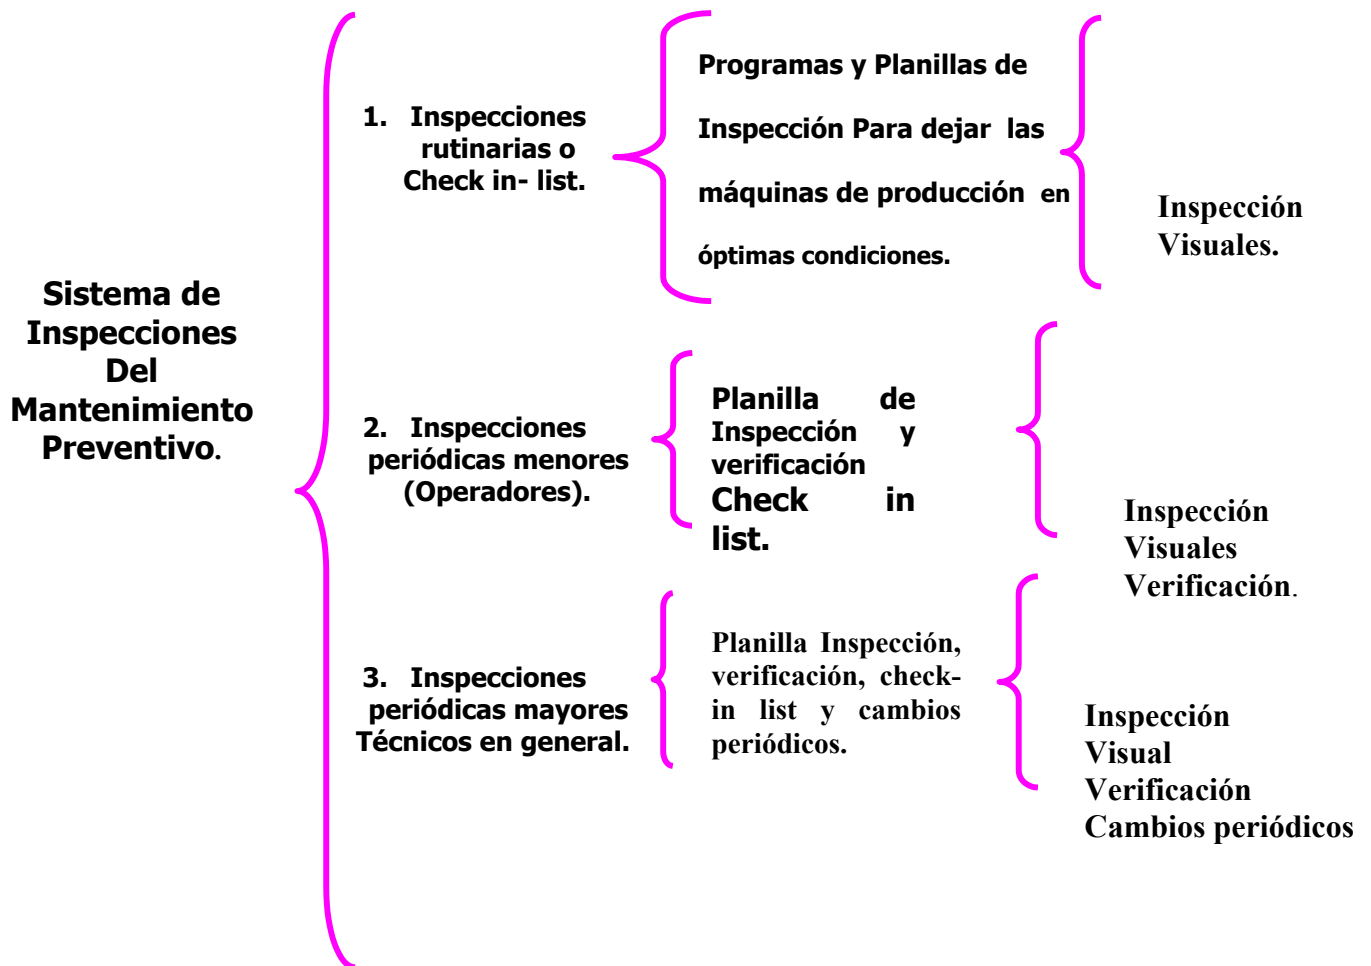 Sistema de
Inspecciones
Del
Mantenimiento
Preventivo.
1. Inspecciones
rutinarias o
Check in- list.
Programas y Planillas de
Inspección Para dejar las
máquinas de producción en
óptimas condiciones.
Inspección
Visuales.
2. Inspecciones
periódicas menores
(Operadores).
Planilla de
Inspección y
verificación
Check in
list.
Inspección
Visuales
Verificación.
3. Inspecciones
periódicas mayores
Técnicos en general.
Planilla Inspección,
verificación, check-
in list y cambios
periódicos.
Inspección
Visual
Verificación
Cambios periódicos